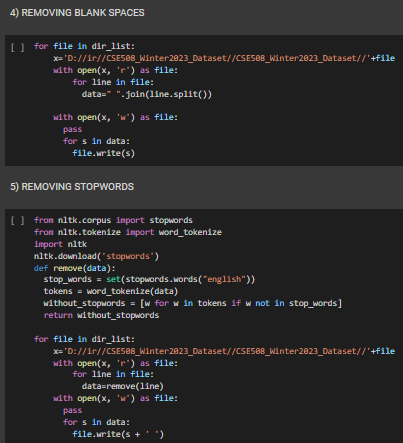 4) REMOVING BLANK SPACES
[ ] for file in dir_list:
x='D://ir//CSE508_Winter2023_Dataset//CSE508_Winter2023_Dataset//'+file
with open(x, 'r') as file:
for line in file:
data=" ".join(line.split())
with open(x, 'w') as file:
pass
for s in data:
file.write(s)
5) REMOVING STOPWORDS
[ ] from nltk.corpus import stopwords
from nltk.tokenize import word_tokenize
import nltk
nltk.download('stopwords')
def remove(data):
stop_words = set(stopwords.words("english"))
tokens = word_tokenize(data)
without_stopwords = [w for w in tokens if w not in stop_words]
return without_stopwords
for file in dir_list:
x='D://ir//CSE508_Winter2023_Dataset//CSE508_Winter2023_Dataset//'+file
with open(x, 'r') as file:
for line in file:
data=remove(line)
with open(x, 'w') as file:
pass
for s in data:
file.write(s + ' ')